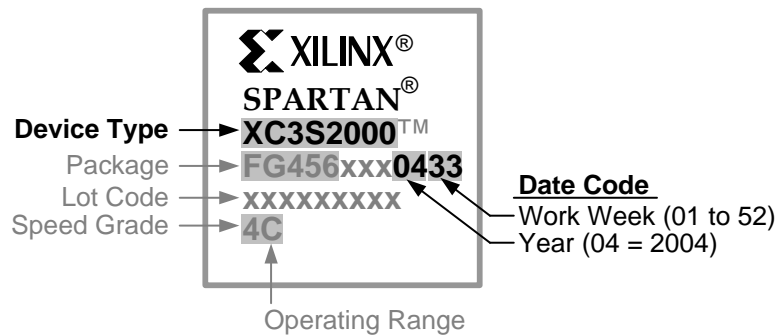 XILINX®
SPARTAN®
Device Type XC3S2000™
Package FG456xxx0433
Lot Code xxxxxxxxx
Speed Grade 4C
Date Code
Work Week (01 to 52)
Year (04 = 2004)
Operating Range